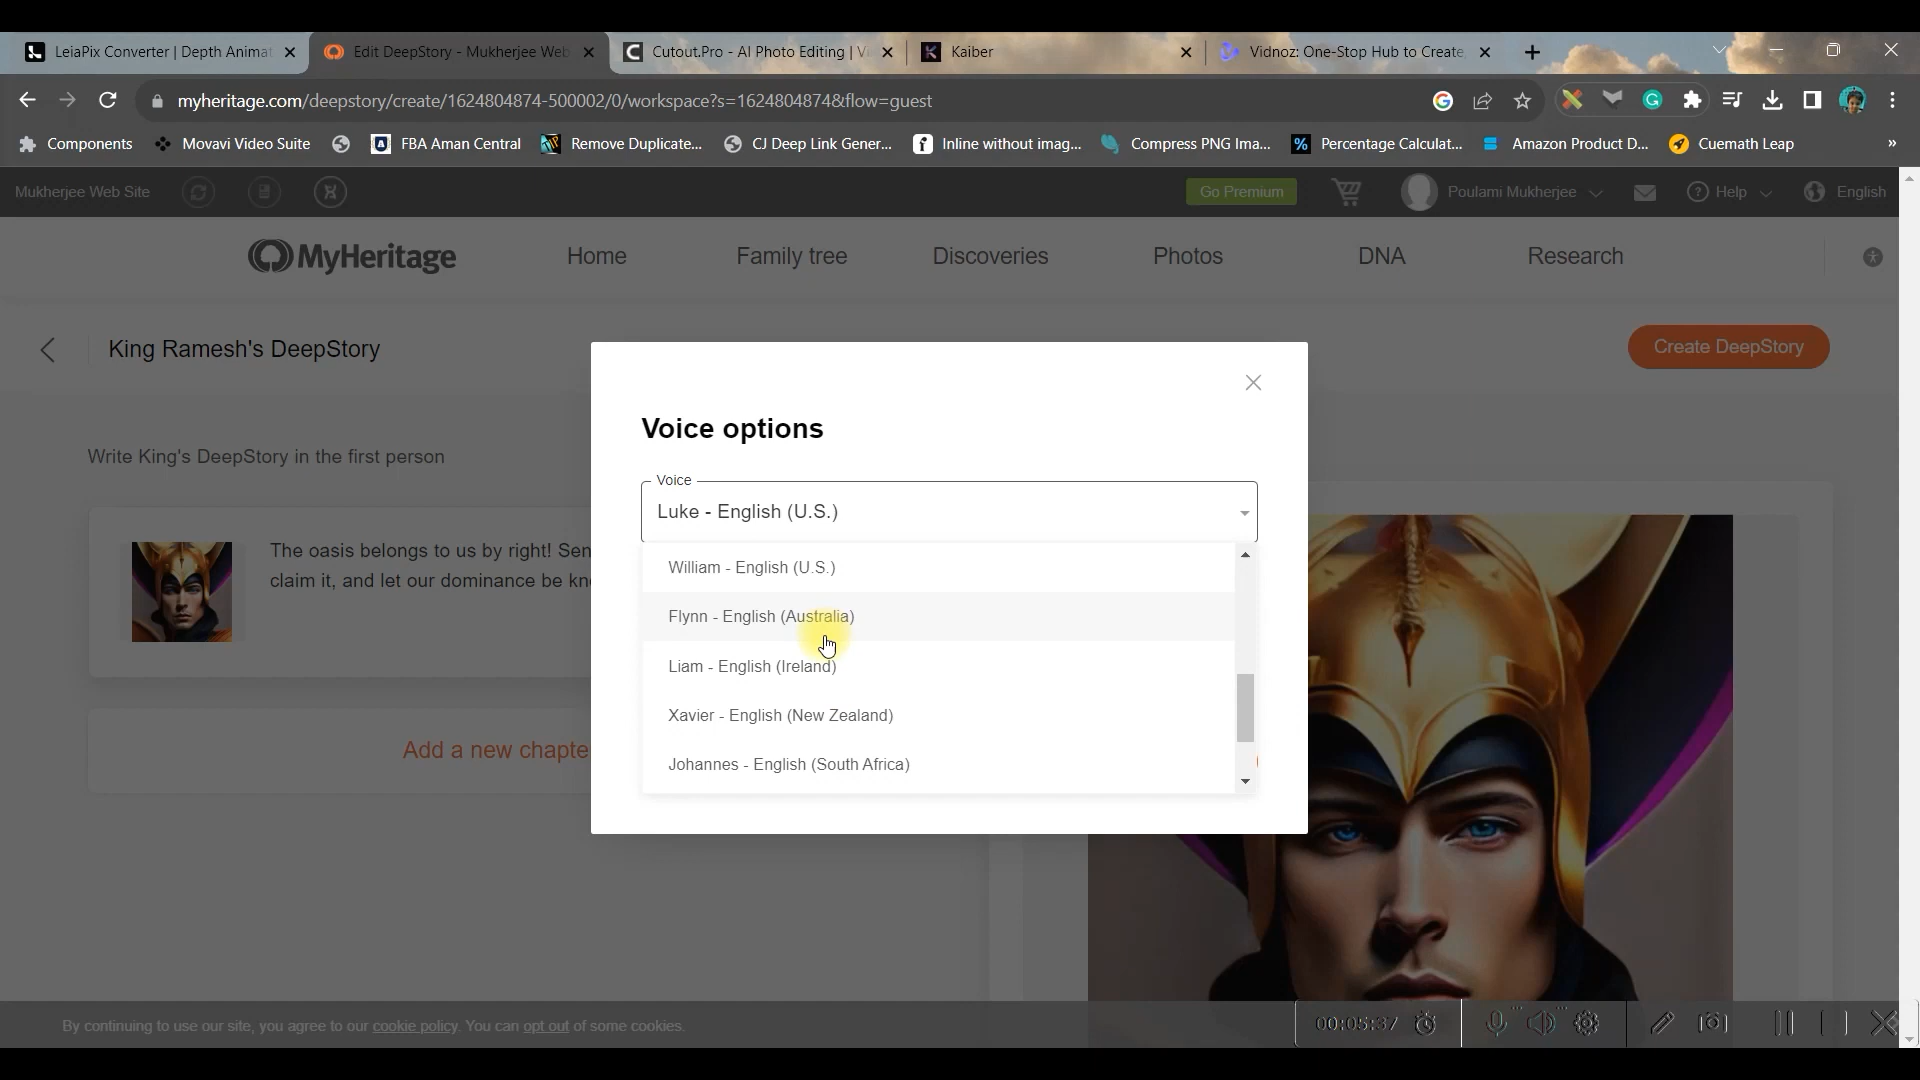 LeiaPix Converter | Depth Animat
Edit DeepStory - Mukherjee Web
Cutout.Pro - AI Photo Editing | Vi
Kaiber
Vidnoz: One-Stop Hub to Create
myheritage.com/deepstory/create/1624804874-500002/0/workspace?s=1624804874&flow=guest
Components
Movavi Video Suite
FBA Aman Central
Remove Duplicate...
CJ Deep Link Gener...
Inline without imag...
Compress PNG Ima...
Percentage Calculat...
Amazon Product D...
Cuemath Leap
»
Mukherjee Web Site
Go Premium
Poulami Mukherjee
Help
English
MyHeritage
Home
Family tree
Discoveries
Photos
DNA
Research
King Ramesh's DeepStory
Create DeepStory
Write King's DeepStory in the first person
The oasis belongs to us by right! Sen
claim it, and let our dominance be kn
Add a new chapte
Voice options
Voice
Luke - English (U.S.)
William - English (U.S.)
Flynn - English (Australia)
Liam - English (Ireland)
Xavier - English (New Zealand)
Johannes - English (South Africa)
By continuing to use our site, you agree to our cookie policy. You can opt out of some cookies.
00:05:37